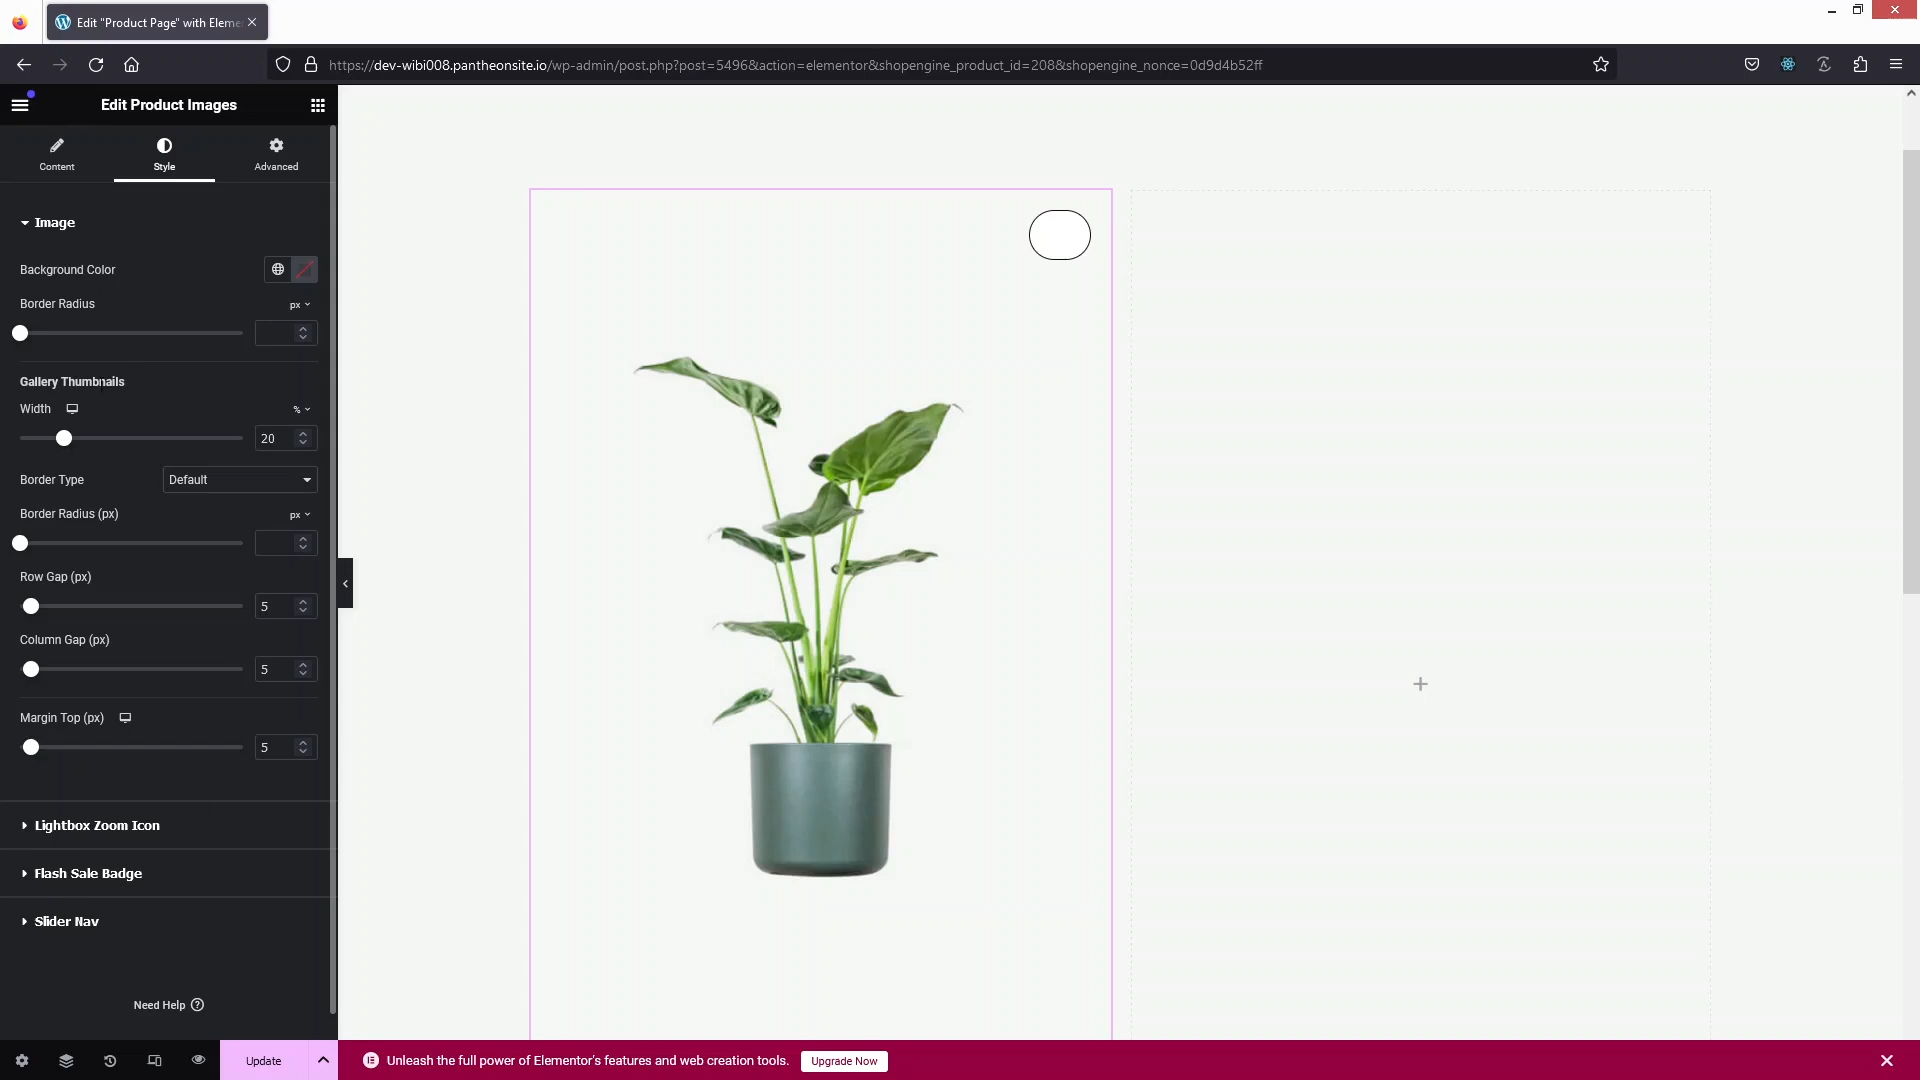 Edit "Product Page" with Eleme
https://dev-wibi008.pantheonsite.io/wp-admin/post.php?post=5496&action=elementor&shopengine_product_id=208&shopengine_nonce=0d9d4b52ff
Edit Product Images
Content
Style
Advanced
Image
Background Color
Border Radius
px
Gallery Thumbnails
Width
%
20
Border Type
Default
Border Radius (px)
px
Row Gap (px)
5
Column Gap (px)
5
Margin Top (px)
5
Lightbox Zoom Icon
Flash Sale Badge
Slider Nav
Need Help
Update
Unleash the full power of Elementor's features and web creation tools.
Upgrade Now